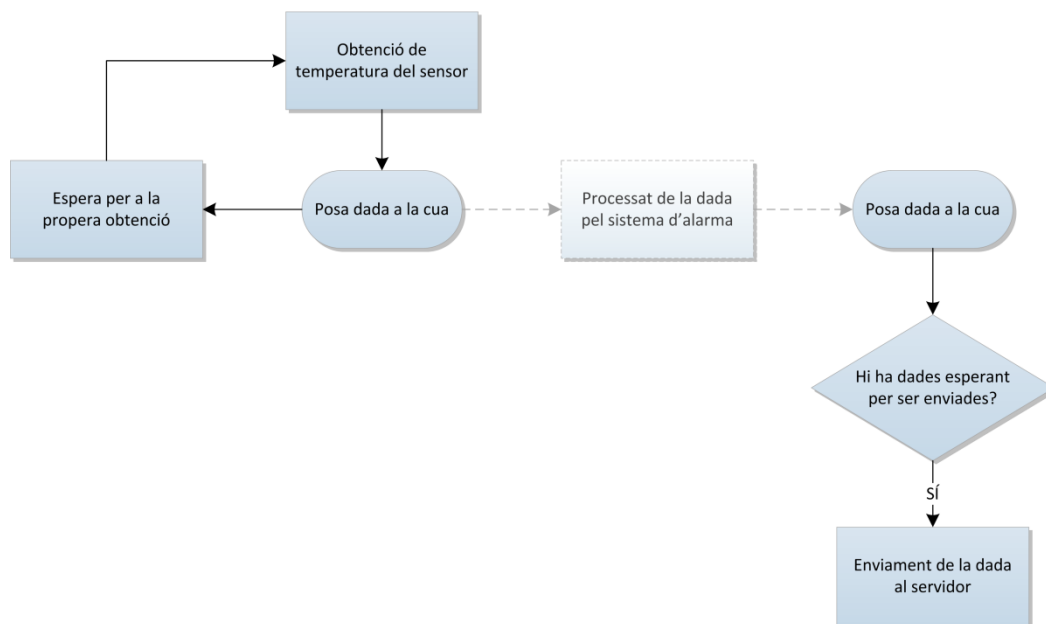 Obtenció de
temperatura del sensor
Espera per a la
propera obtenció
Posa dada a la cua
Processat de la dada
pel sistema d’alarma
Posa dada a la cua
Hi ha dades esperant
per ser enviades?
SÍ
Enviament de la dada
al servidor